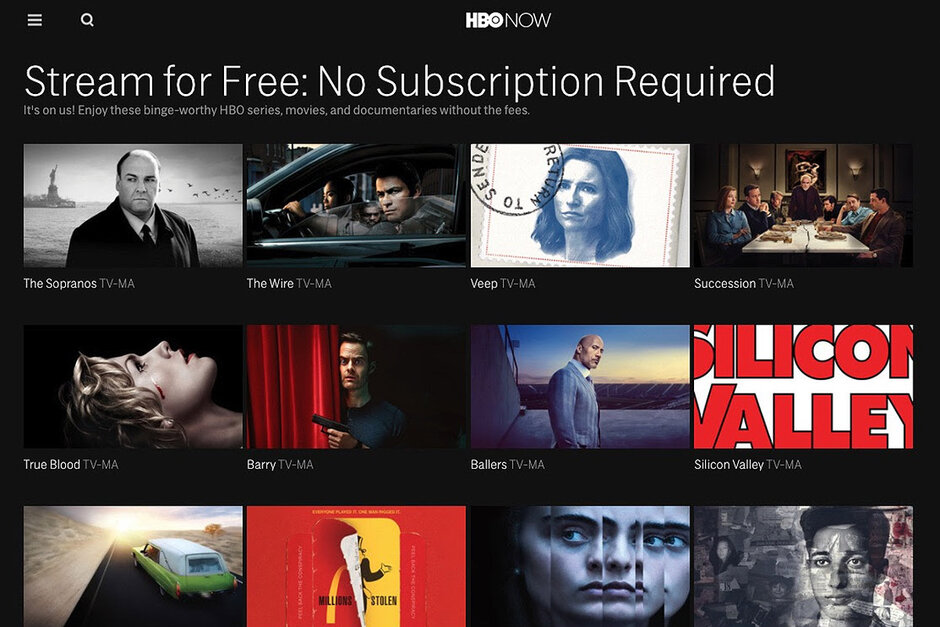 HBO NOW
Stream for Free: No Subscription Required
It's on us! Enjoy these binge-worthy HBO series, movies, and documentaries without the fees.
RETURN
TO SENDE
The Sopranos TV-MA
The Wire TV-MA
Veep TV-MA
Succession TV-MA
SILICON
VALLEY
True Blood TV-MA
Barry TV-MA
Ballers TV-MA
Silicon Valley TV-MA
EVERYONE PLAYED IT. ONE MAN RIGGED IT.
PEEL BACK THE CONSPIRACY
MILLIONS STOLEN
PEEL BACK THE CONSPIRACY